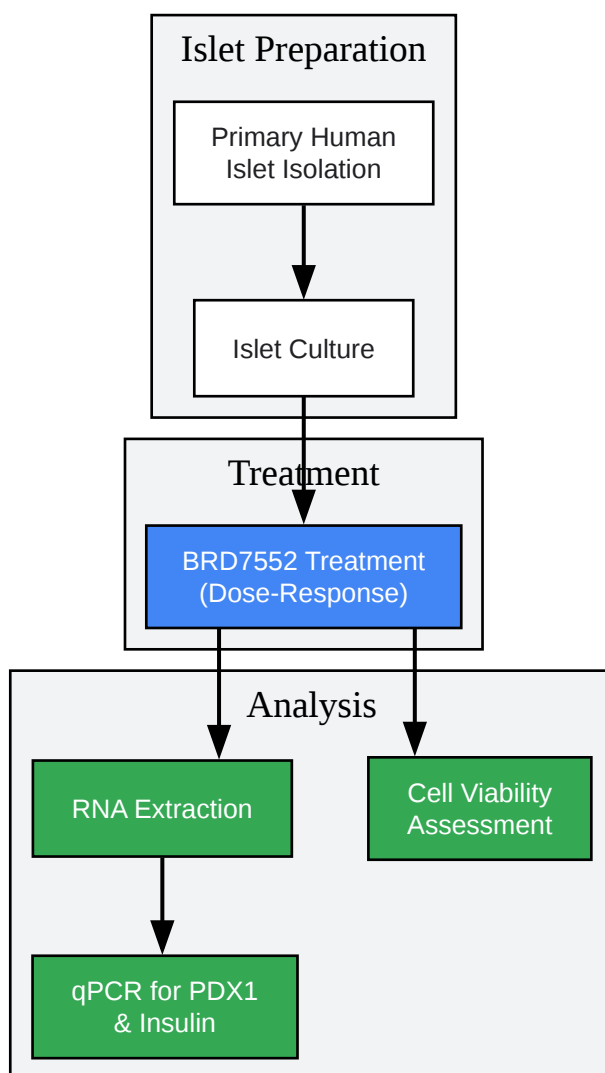 Islet Preparation
Primary Human
Islet Isolation
Islet Culture
Treatment
BRD7552 Treatment
(Dose-Response)
Analysis
RNA Extraction
Cell Viability
Assessment
qPCR for PDX1
& Insulin